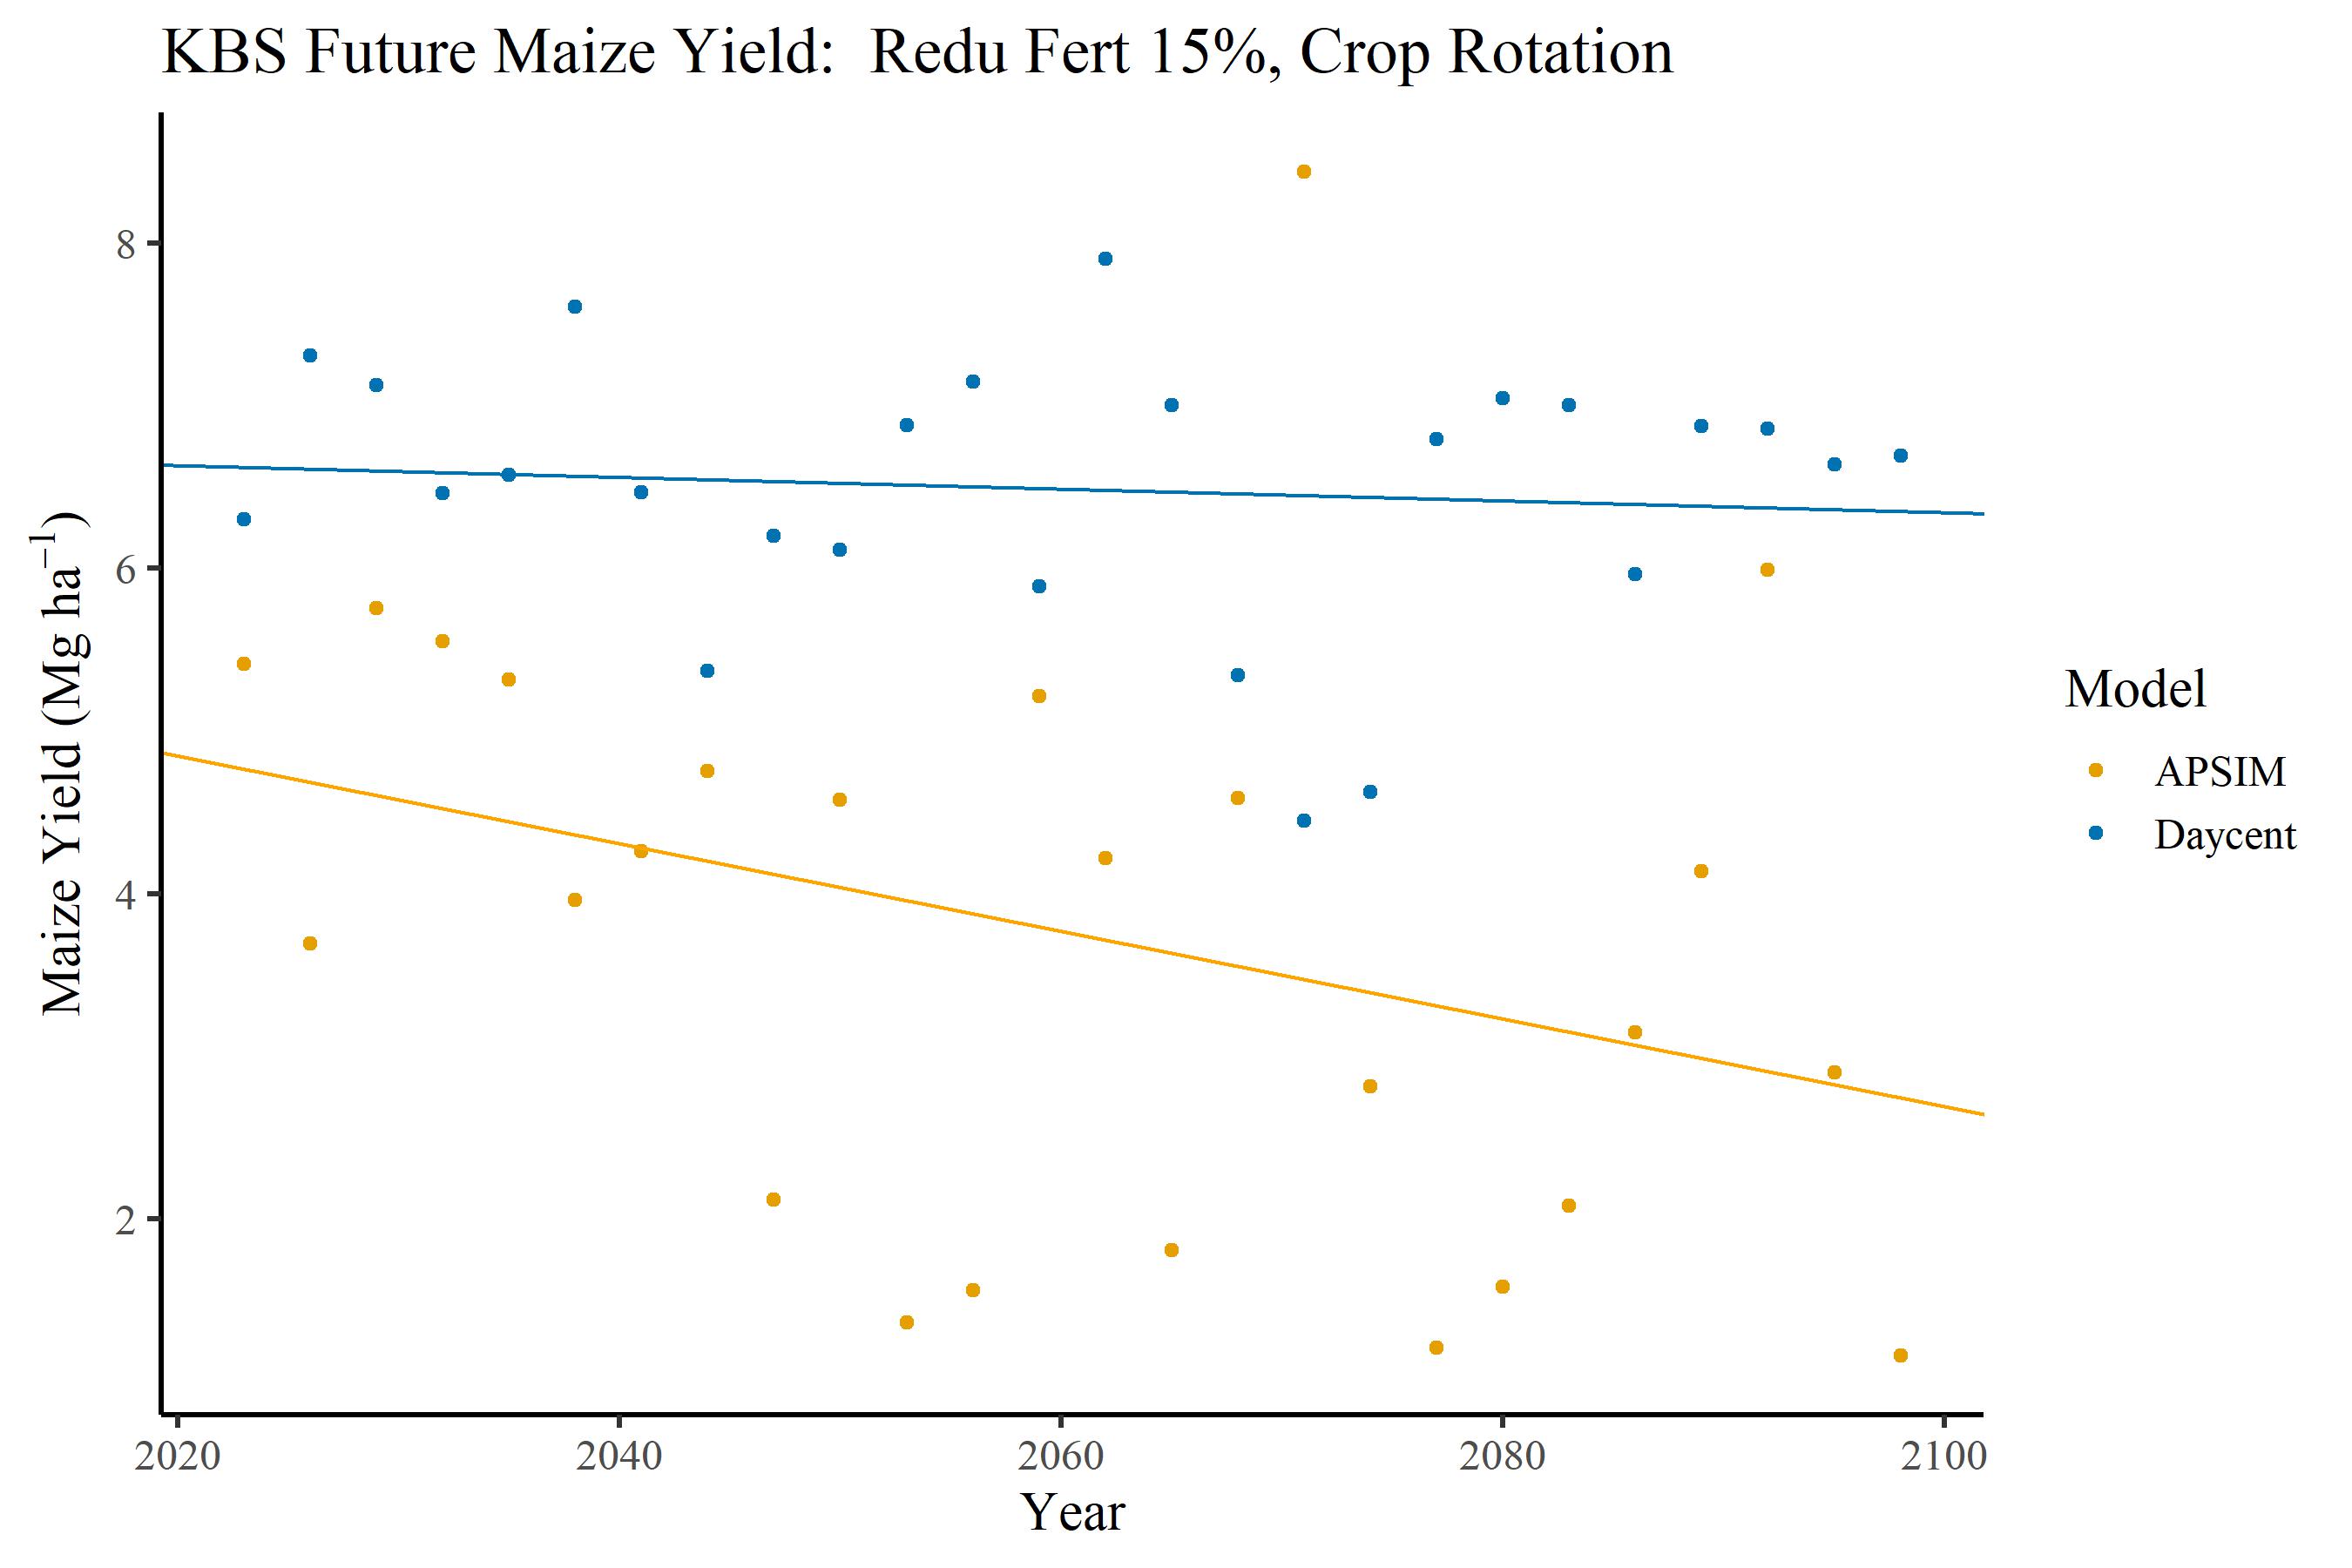 KBS Future Maize Yield:  Redu Fert 15%, Crop Rotation
Maize Yield (Mg ha⁻¹)
8
6
4
2
2020 2040 2060 2080 2100
Year
Model
APSIM
Daycent